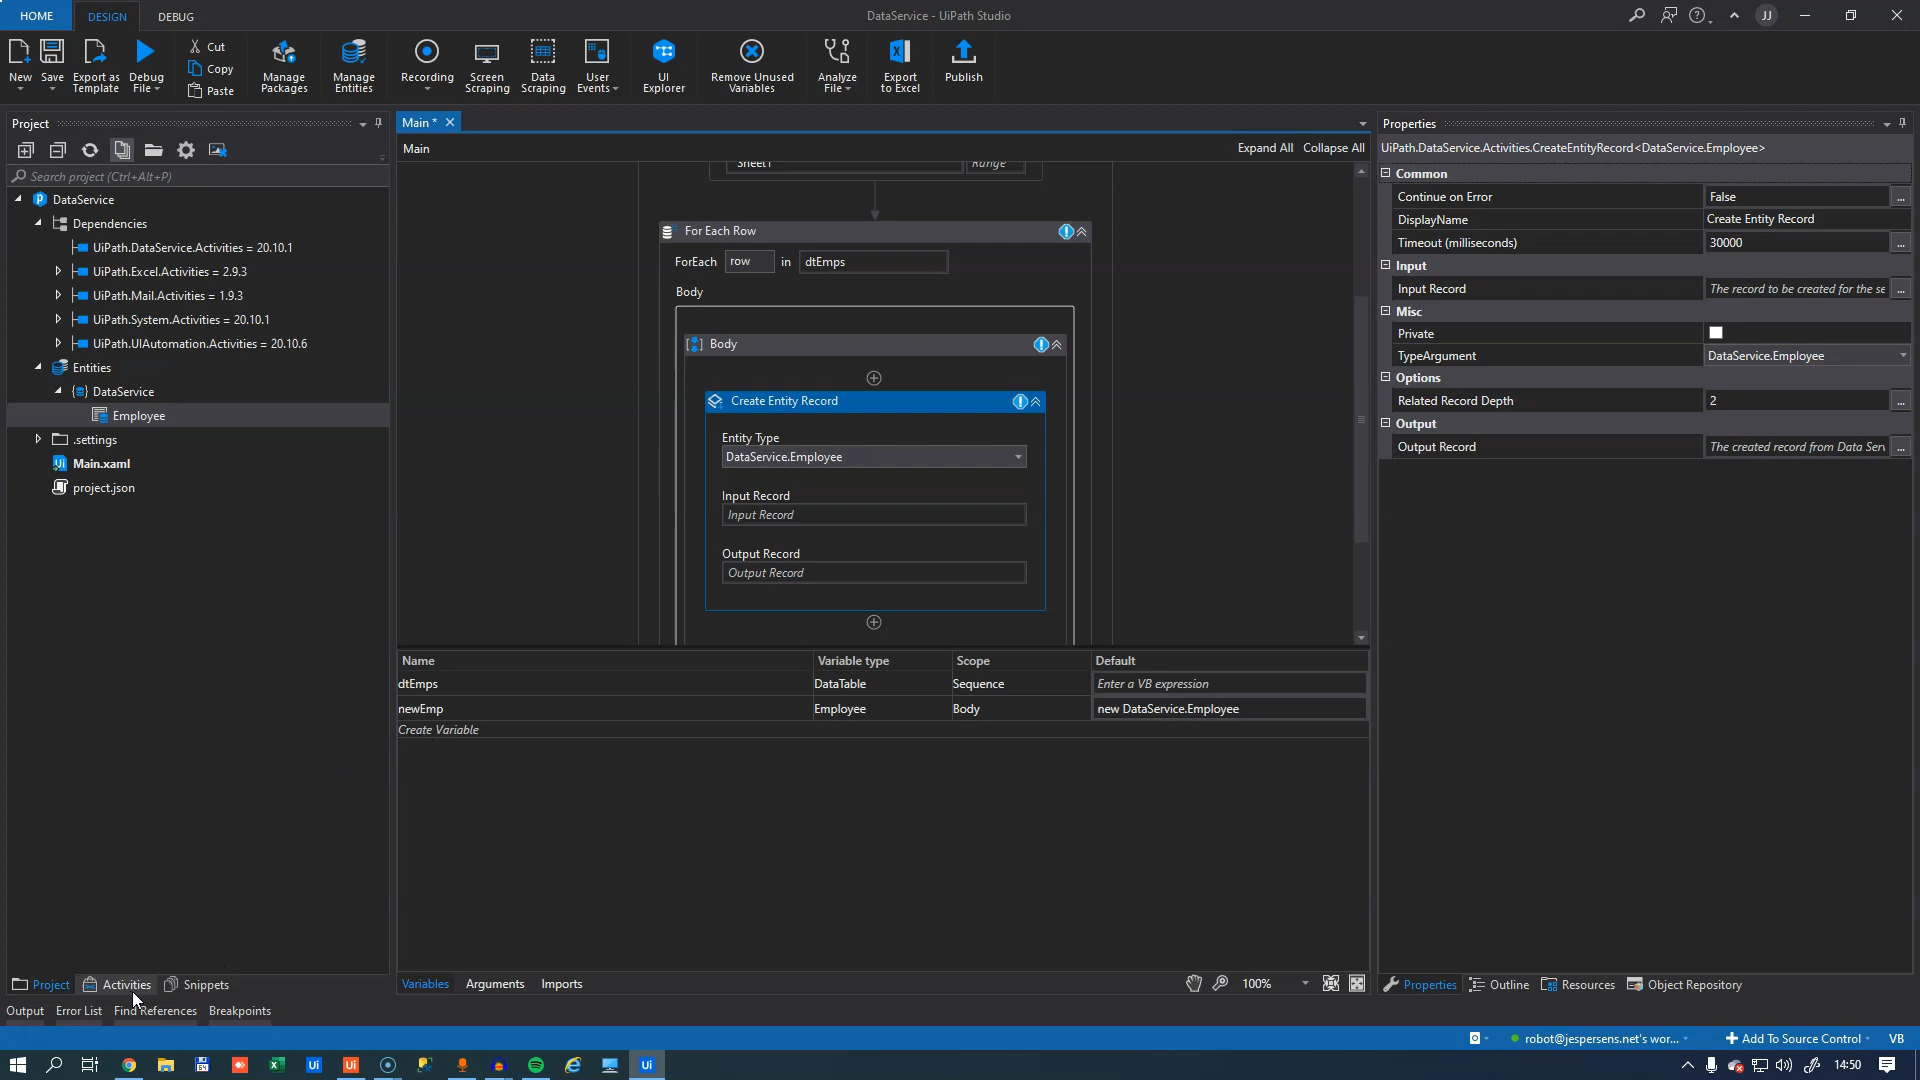 HOME
DESIGN
DEBUG
DataService - UiPath Studio
JJ
New
Save
Export as Template
Debug File
Cut
Copy
Paste
Manage Packages
Manage Entities
Recording
Screen Scraping
Data Scraping
User Events
UI Explorer
Remove Unused Variables
Analyze File
Export to Excel
Publish
Project
Search project (Ctrl+Alt+P)
DataService
Dependencies
UiPath.DataService.Activities = 20.10.1
UiPath.Excel.Activities = 2.9.3
UiPath.Mail.Activities = 1.9.3
UiPath.System.Activities = 20.10.1
UiPath.UIAutomation.Activities = 20.10.6
Entities
DataService
Employee
.settings
Main.xaml
project.json
Project
Activities
Snippets
Main *
Main
Expand All
Collapse All
Sheet1
Range
For Each Row
ForEach
row
in
dtEmps
Body
Body
Create Entity Record
Entity Type
DataService.Employee
Input Record
Input Record
Output Record
Output Record
Name
Variable type
Scope
Default
dtEmps
DataTable
Sequence
Enter a VB expression
newEmp
Employee
Body
new DataService.Employee
Create Variable
Variables
Arguments
Imports
100%
Properties
UiPath.DataService.Activities.CreateEntityRecord<DataService.Employee>
Common
Continue on Error
False
...
DisplayName
Create Entity Record
Timeout (milliseconds)
30000
...
Input
Input Record
The record to be created for the se
...
Misc
Private
TypeArgument
DataService.Employee
Options
Related Record Depth
2
...
Output
Output Record
The created record from Data Serv
...
Properties
Outline
Resources
Object Repository
Output
Error List
Find References
Breakpoints
robot@jespersens.net's wor...
Add To Source Control
VB
14:50